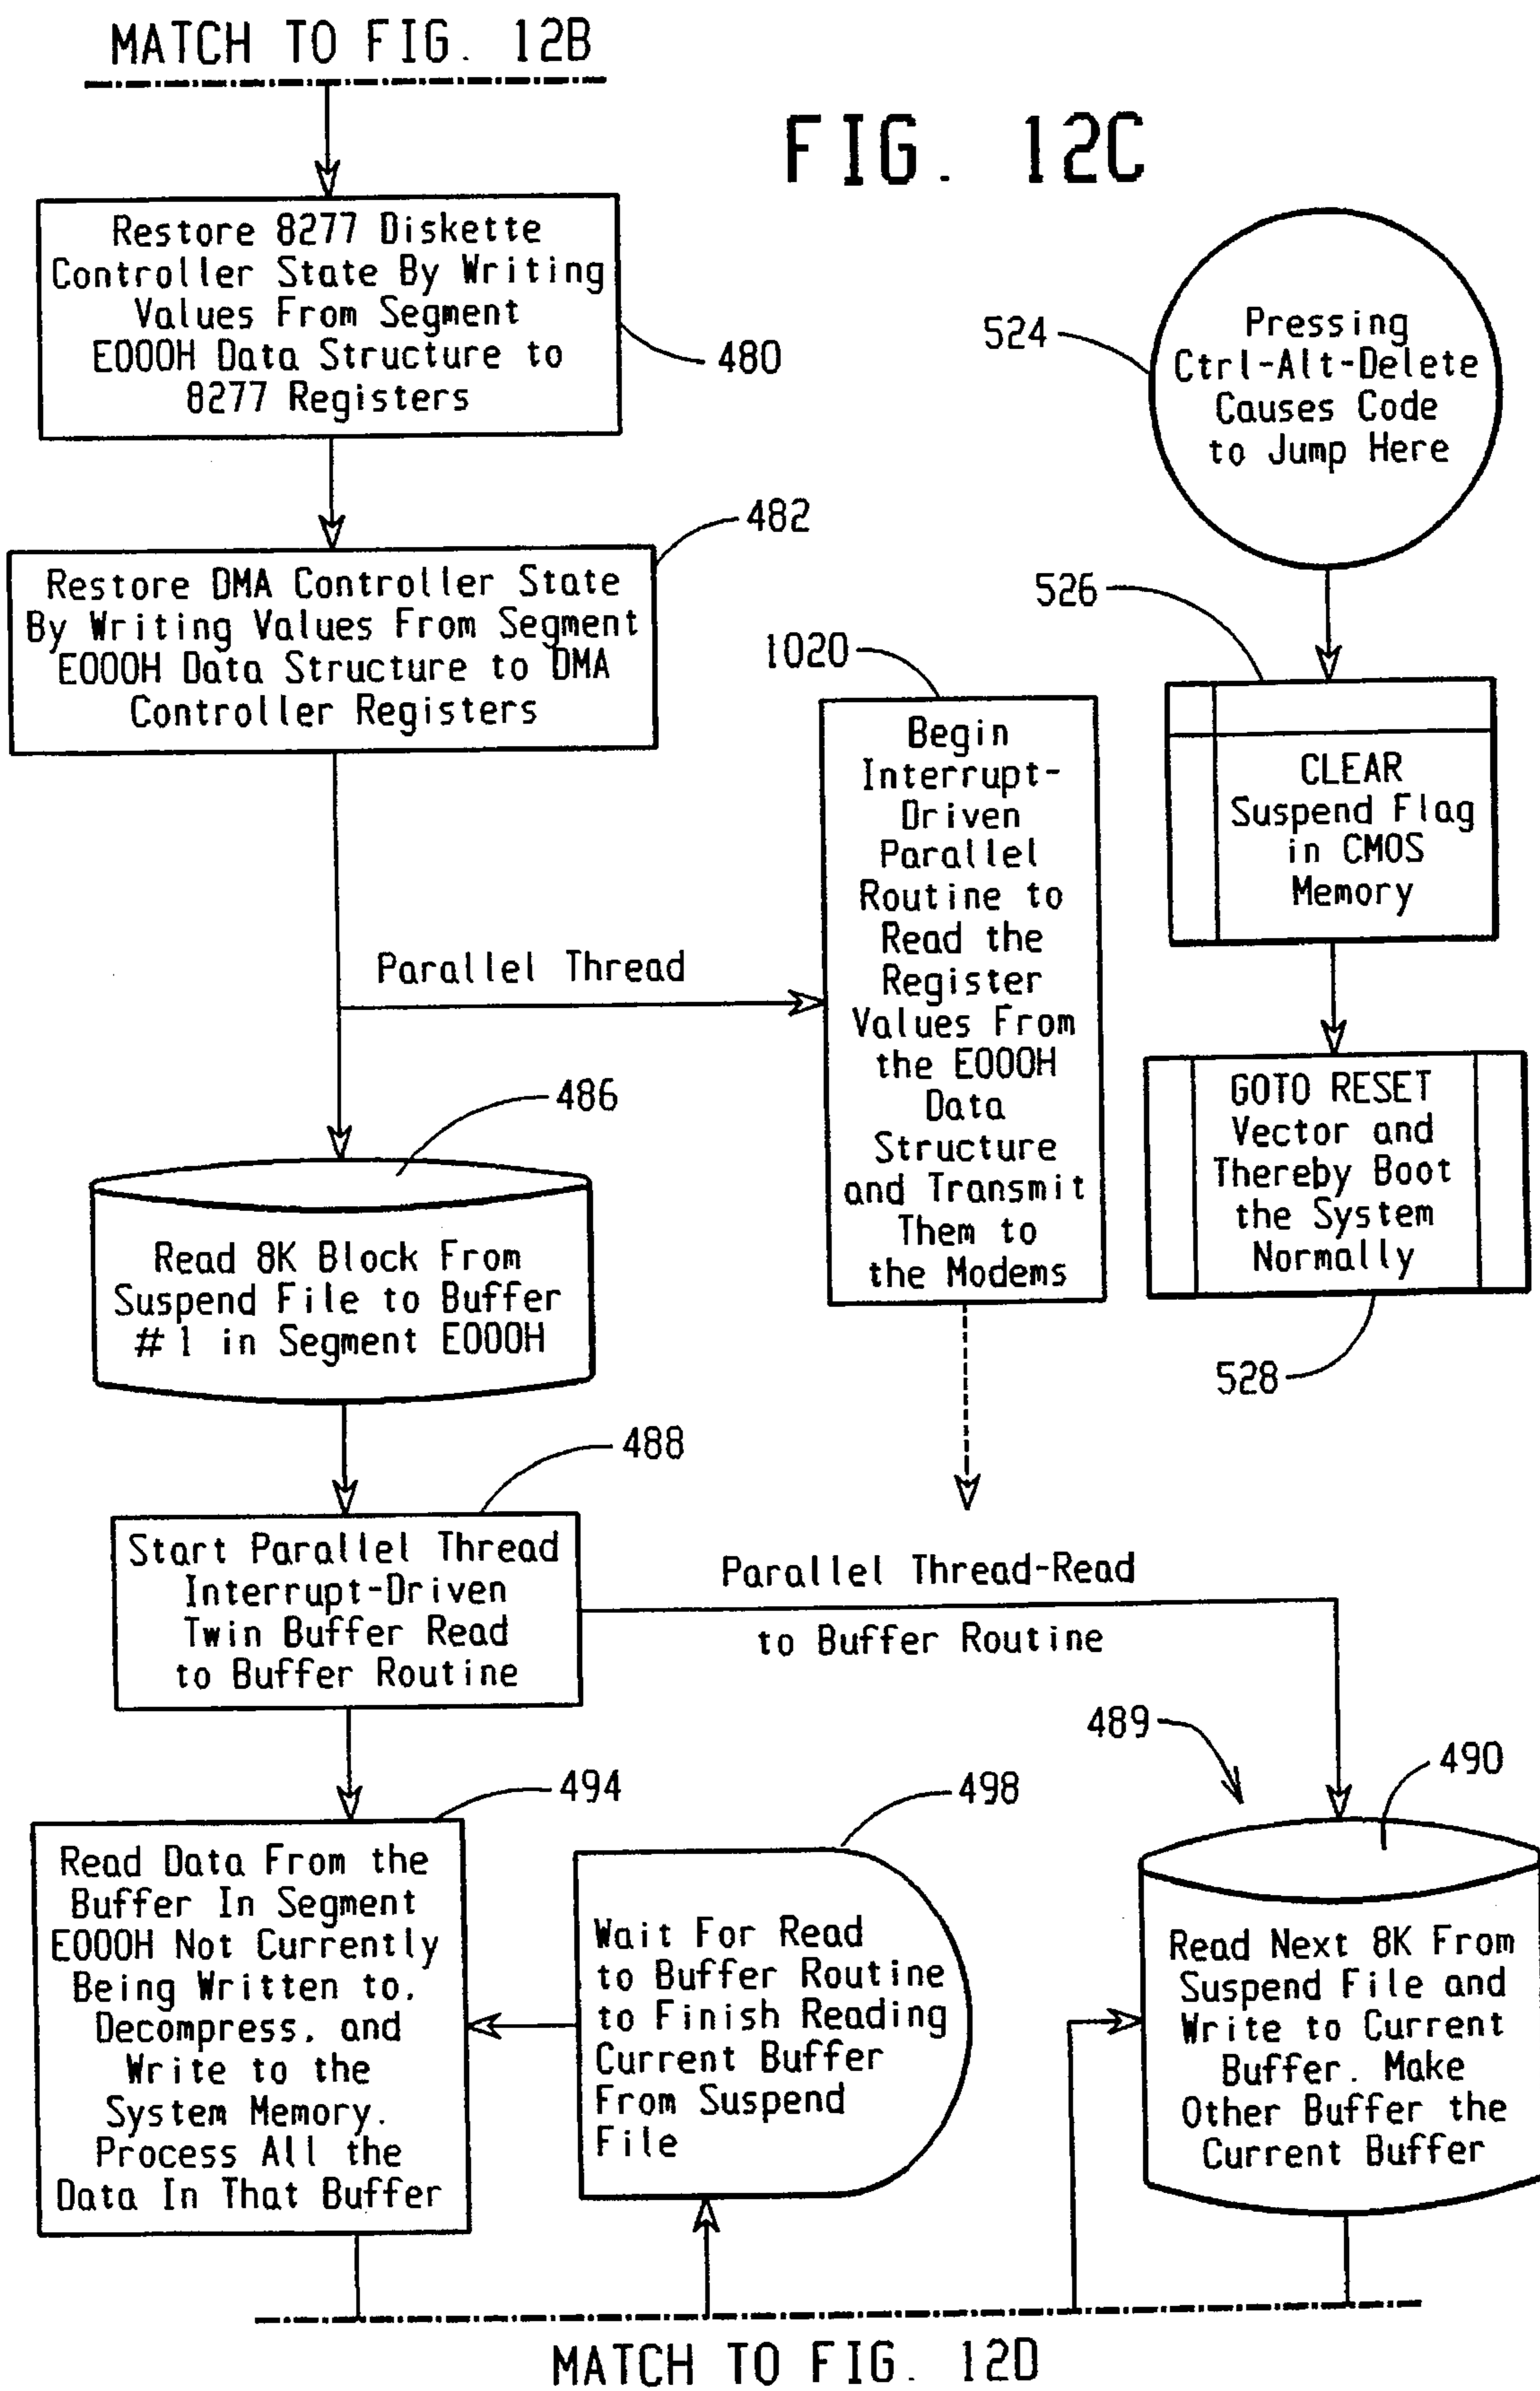 MATCH TO FIG. 12B
FIG. 12C
Restore 8277 Diskette
Controller State By Writing
Values From Segment
E000H Data Structure to
8277 Registers
480
524
Pressing
Ctrl-Alt-Delete
Causes Code
to Jump Here
482
Restore DMA Controller State
By Writing Values From Segment
E000H Data Structure to DMA
Controller Registers
526
CLEAR
Suspend Flag
in CMOS
Memory
1020
Begin
Interrupt-
Driven
Parallel
Routine to
Read the
Register
Values From
the E000H
Data
Structure
and Transmit
Them to
the Modems
Parallel Thread
GOTO RESET
Vector and
Thereby Boot
the System
Normally
528
486
Read 8K Block From
Suspend File to Buffer
#1 in Segment E000H
488
Start Parallel Thread
Interrupt-Driven
Twin Buffer Read
to Buffer Routine
Parallel Thread-Read
to Buffer Routine
489
490
494
Read Data From the
Buffer In Segment
E000H Not Currently
Being Written to,
Decompress, and
Write to the
System Memory.
Process All the
Data In That Buffer
498
Wait For Read
to Buffer Routine
to Finish Reading
Current Buffer
From Suspend
File
Read Next 8K From
Suspend File and
Write to Current
Buffer. Make
Other Buffer the
Current Buffer
MATCH TO FIG. 12D